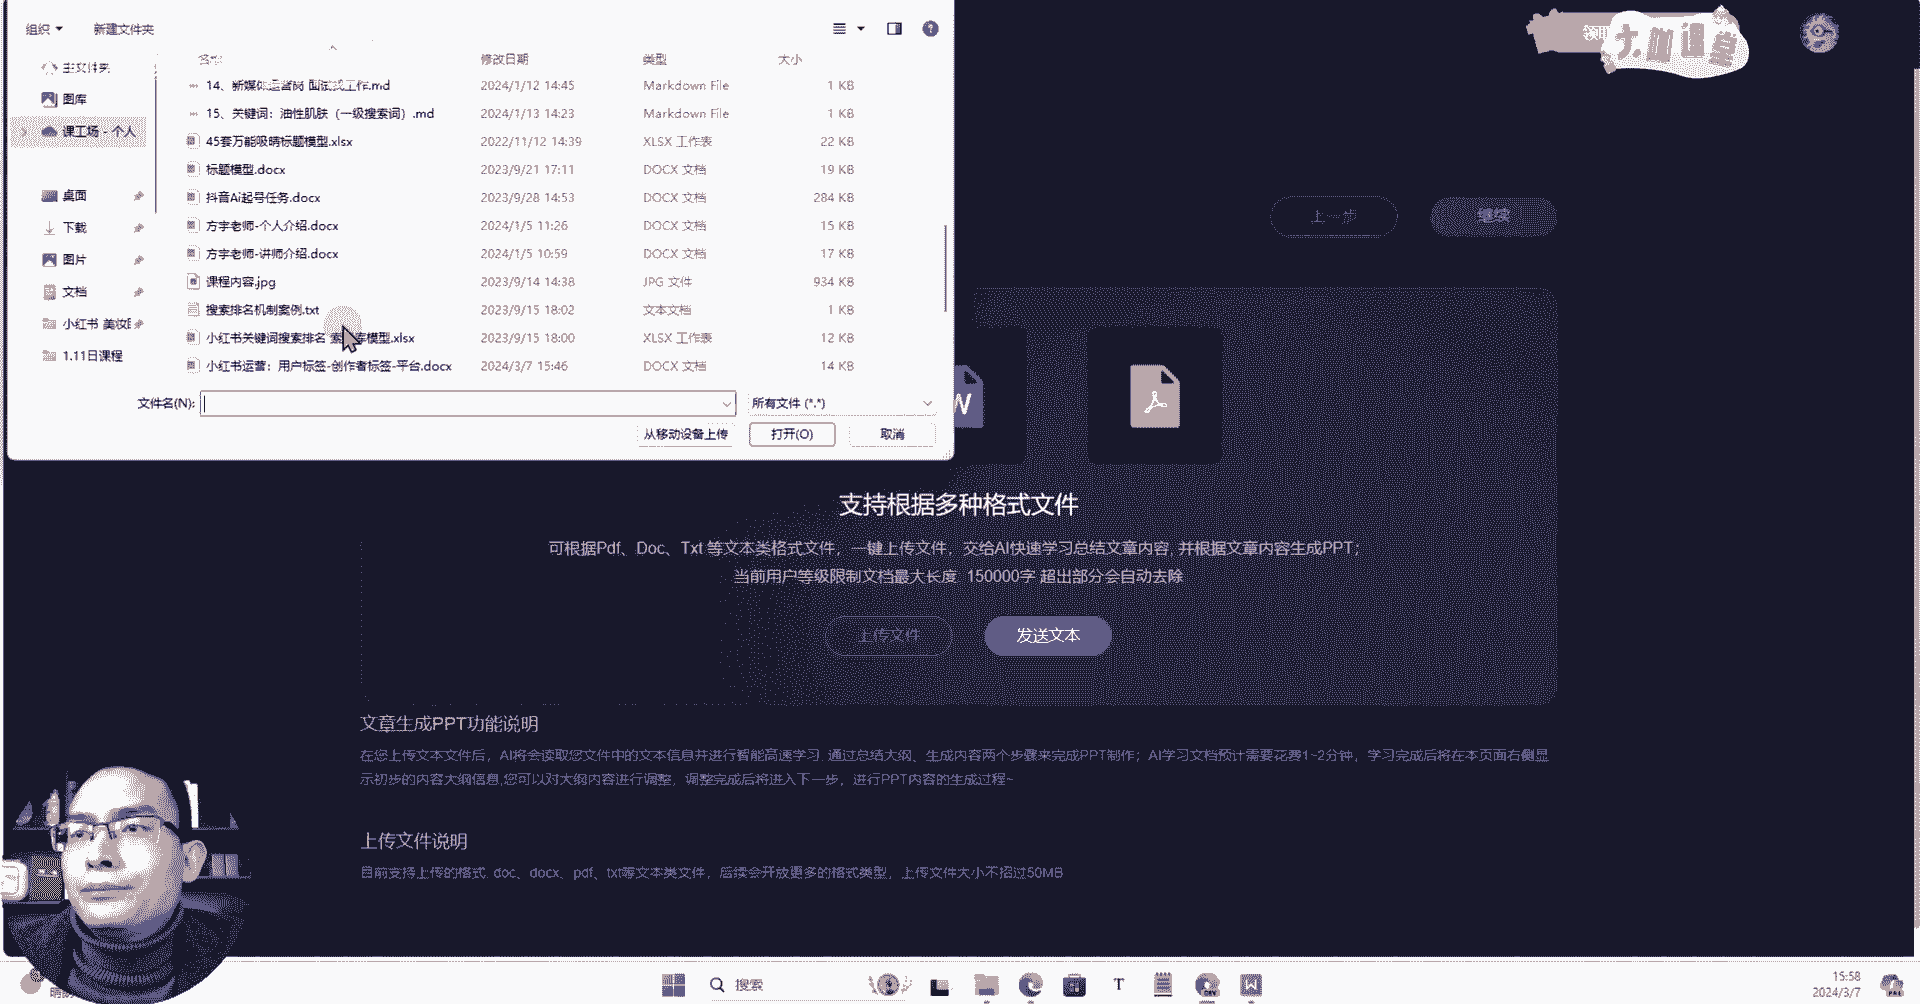 组织
新建文件夹
名称
修改日期
类型
大小
主文件夹
图库
课工场 - 个人
桌面
下载
图片
文档
小红书 美妆
1.11日课程
2024/1/12 14:45 Markdown File 1 KB
15、关键词：油性肌肤（一级搜索词）.md 2024/1/13 14:23 Markdown File 1 KB
45套万能吸睛标题模型.xlsx 2022/11/12 14:39 XLSX 工作表 22 KB
标题模型.docx 2023/9/21 17:11 DOCX 文档 19 KB
抖音Ai起号任务.docx 2023/9/28 14:53 DOCX 文档 284 KB
方宇老师-个人介绍.docx 2024/1/5 11:26 DOCX 文档 15 KB
方宇老师-讲师介绍.docx 2024/1/5 10:59 DOCX 文档 17 KB
课程内容.jpg 2023/9/14 14:38 JPG 文件 934 KB
搜索排名机制案例.txt 2023/9/15 18:02 文本文档 1 KB
小红书关键词搜索排名 模型.xlsx 2023/9/15 18:00 XLSX 工作表 12 KB
小红书运营：用户标签-创作者标签-平台.docx 2024/3/7 15:46 DOCX 文档 14 KB
文件名(N):
所有文件 (*.*)
从移动设备上传
打开(O)
取消
大咖课堂
上一步
继续
支持根据多种格式文件
可根据Pdf、Doc、Txt 等文本类格式文件，一键上传文件，交给AI快速学习总结文章内容, 并根据文章内容生成PPT；
当前用户等级限制文档最大长度 150000字 超出部分会自动去除
上传文件
发送文本
文章生成PPT功能说明
在您上传文本文件后，AI将会读取您文件中的文本信息并进行智能高速学习. 通过总结大纲、生成内容两个步骤来完成PPT制作；AI学习文档预计需要花费1~2分钟，学习完成后将在本页面右侧显
示初步的内容大纲信息,您可以对大纲内容进行调整，调整完成后将进入下一步，进行PPT内容的生成过程~
上传文件说明
目前支持上传的格式. doc、docx、pdf、txt等文本类文件，后续会开放更多的格式类型，上传文件大小不超过50MB
搜索
15:58
2024/3/7